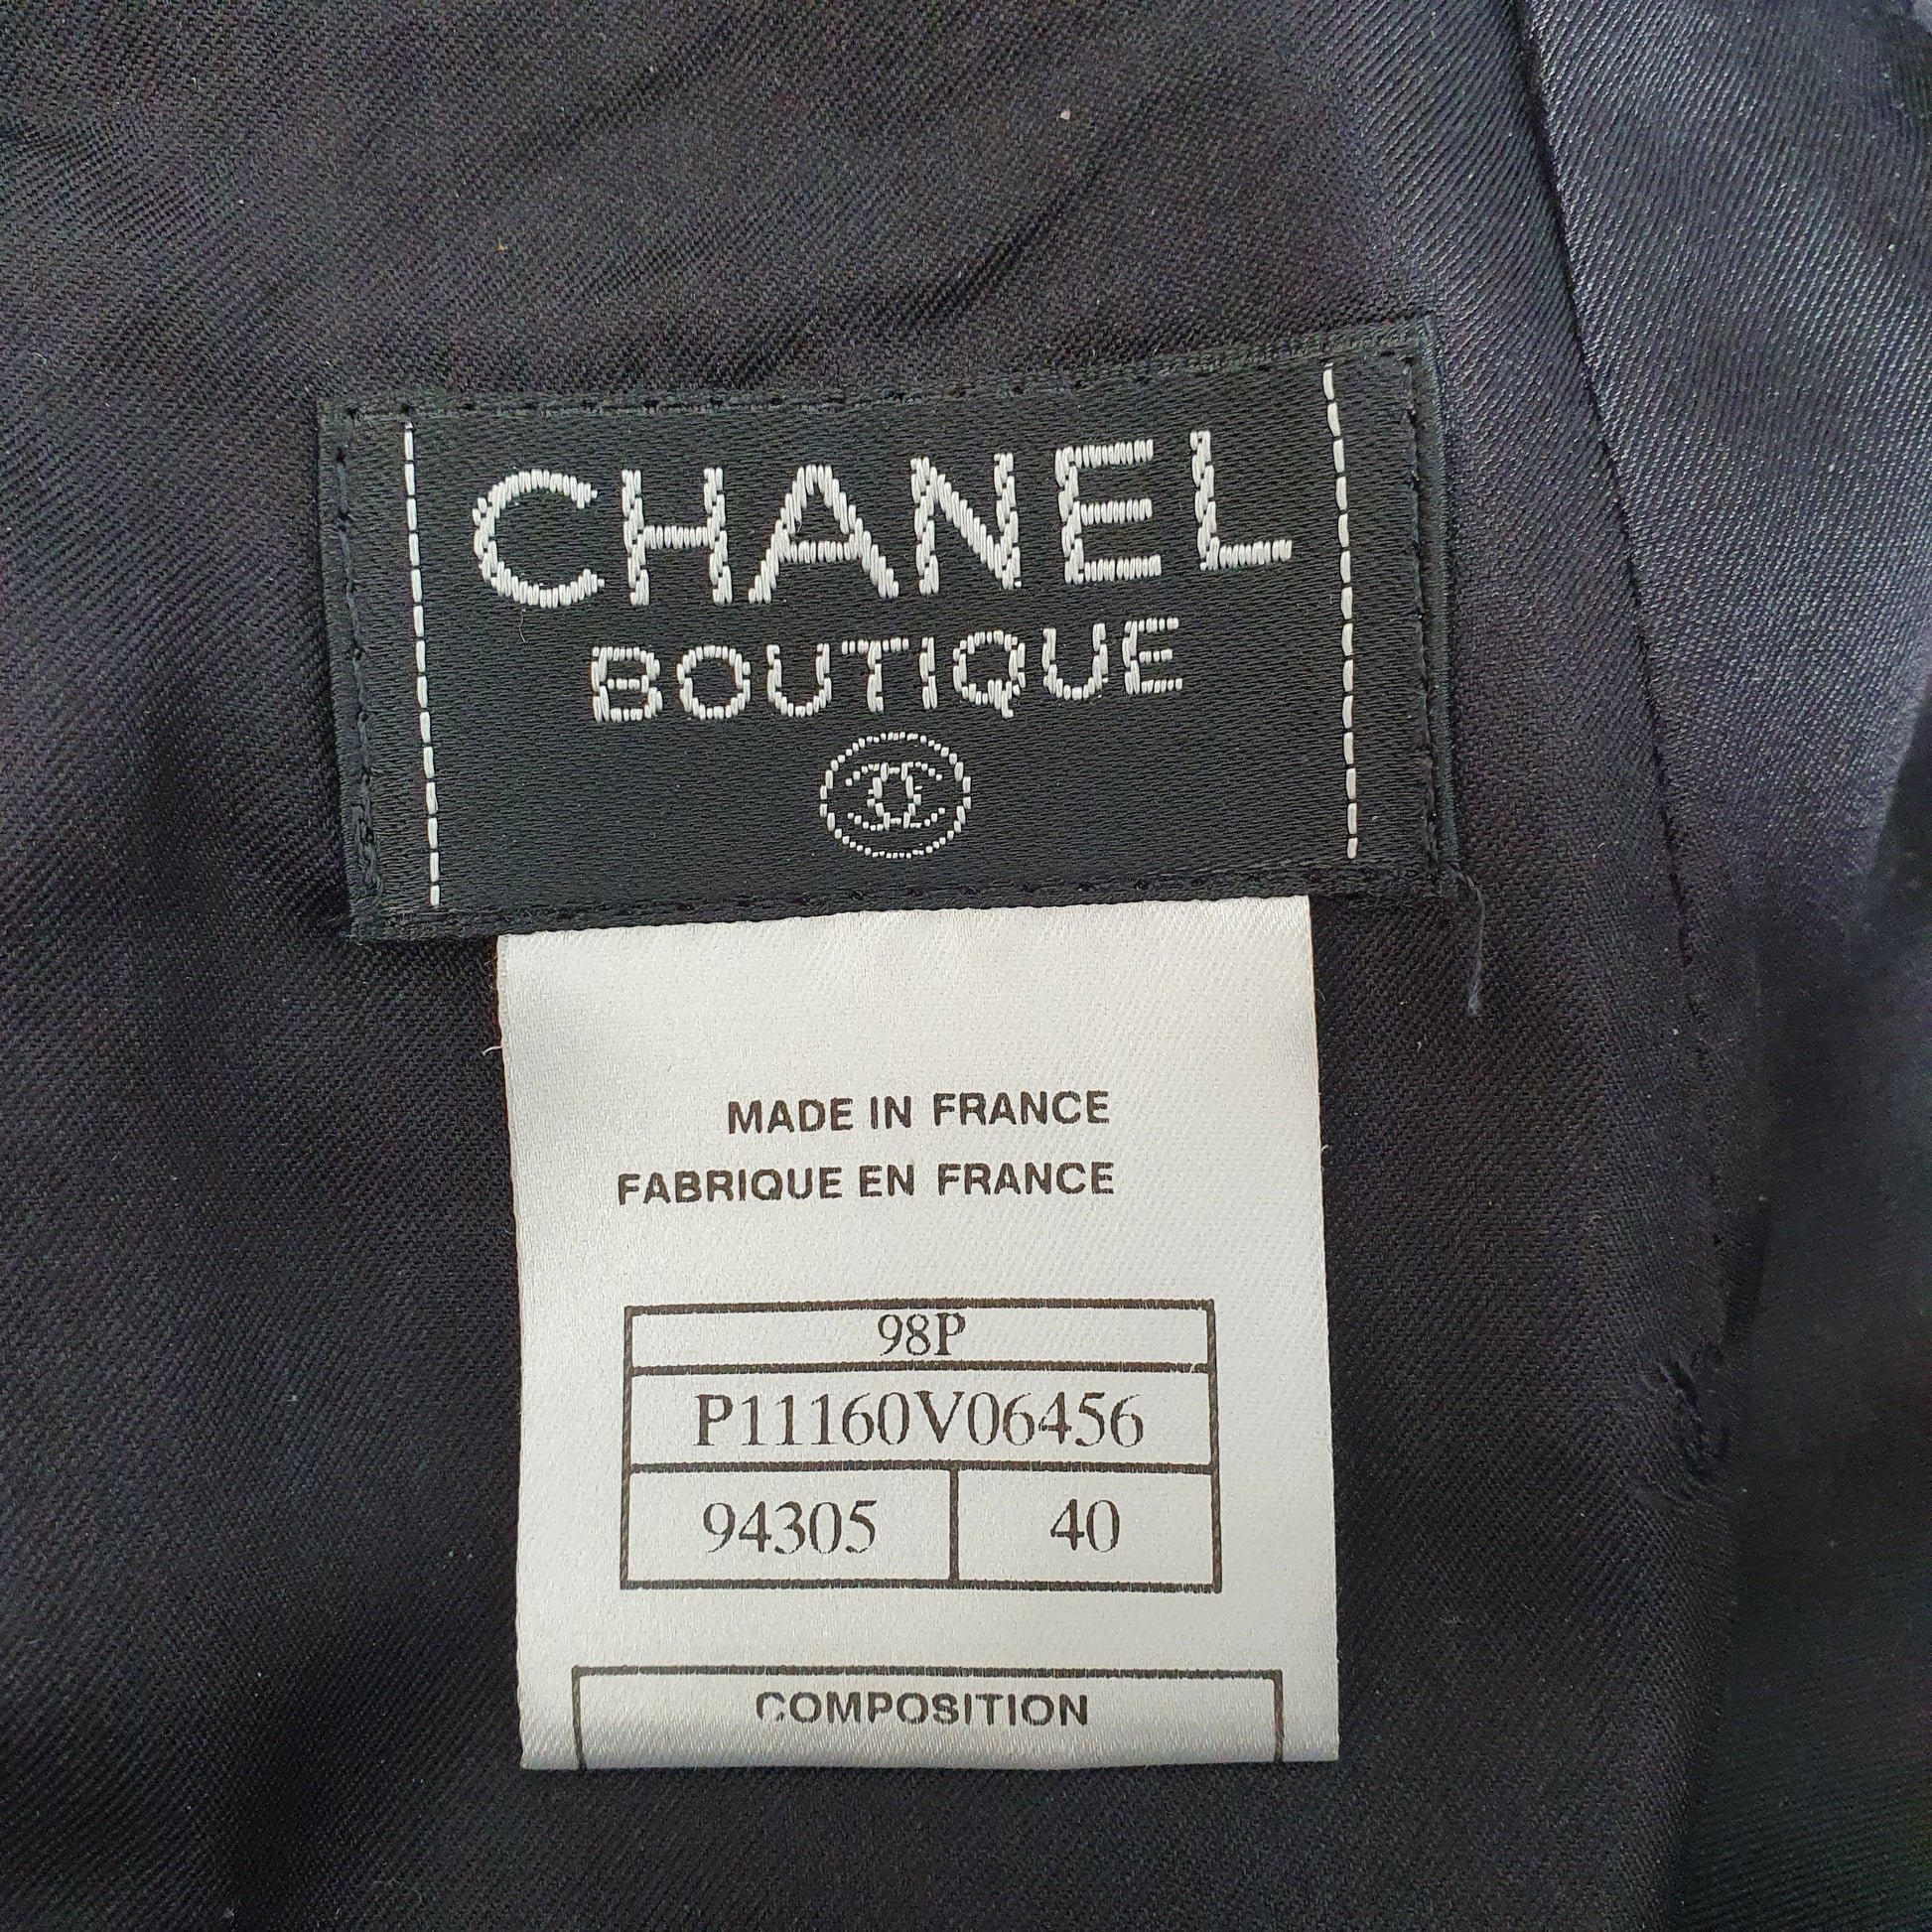 CHANEL
BOUTIQUE
MADE IN FRANCE
FABRIQUE EN FRANCE
98P
P11160V06456
94305 40
COMPOSITION